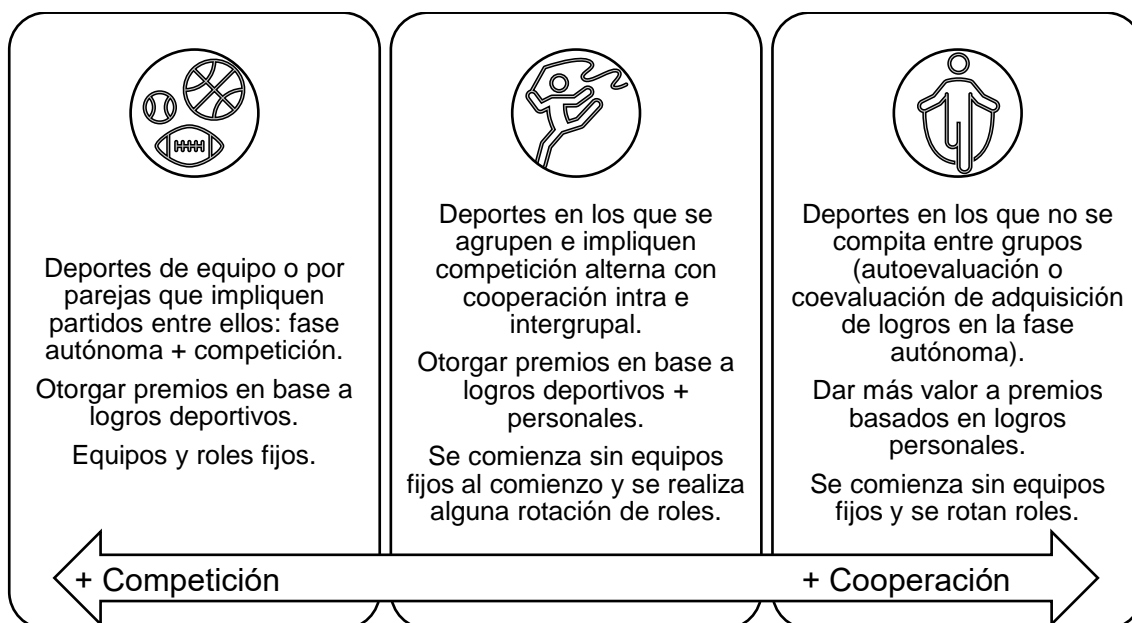 Deportes de equipo o por
parejas que impliquen
partidos entre ellos: fase
autónoma + competición.
Otorgar premios en base a
logros deportivos.
Equipos y roles fijos.
Deportes en los que se
agrupen e impliquen
competición alterna con
cooperación intra e
intergrupal.
Otorgar premios en base a
logros deportivos +
personales.
Se comienza sin equipos
fijos al comienzo y se realiza
alguna rotación de roles.
Deportes en los que no se
compita entre grupos
(autoevaluación o
coevaluación de adquisición
de logros en la fase
autónoma).
Dar más valor a premios
basados en logros
personales.
Se comienza sin equipos
fijos y se rotan roles.
+ Competición
+ Cooperación